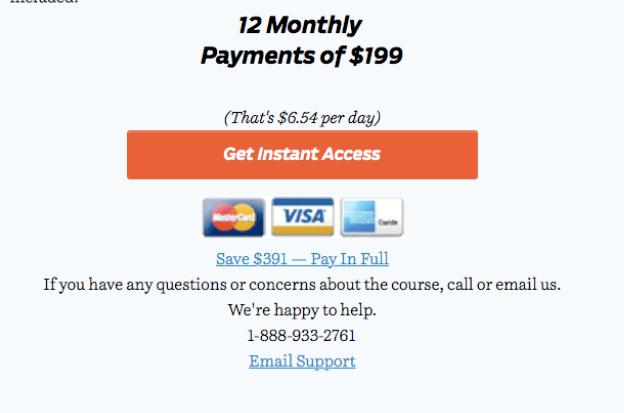 12 Monthly
Payments of $199
(That's $6.54 per day)
Get Instant Access
MasterCard VISA Cards
Save $391 — Pay In Full
If you have any questions or concerns about the course, call or email us.
We're happy to help.
1-888-933-2761
Email Support